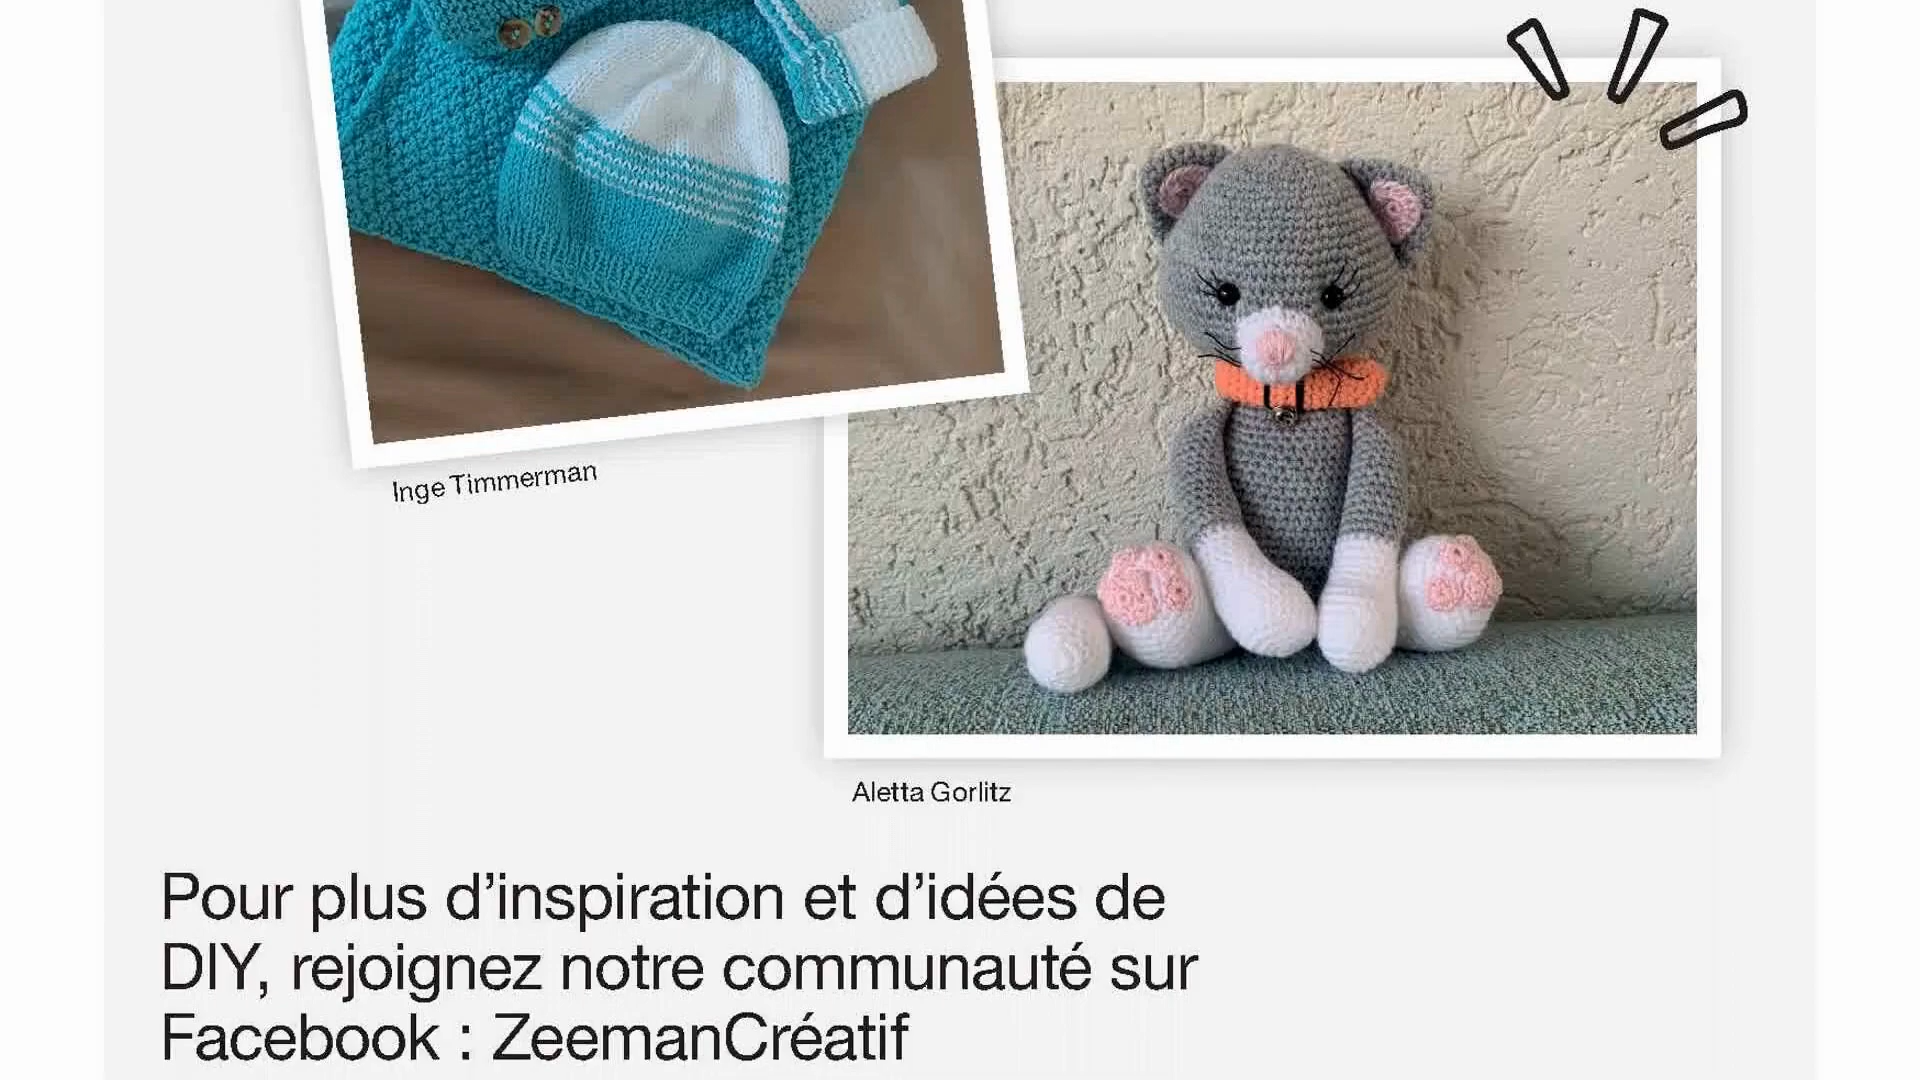 Inge Timmerman
Aletta Gorlitz
Pour plus d’inspiration et d’idées de
DIY, rejoignez notre communauté sur
Facebook : ZeemanCréatif